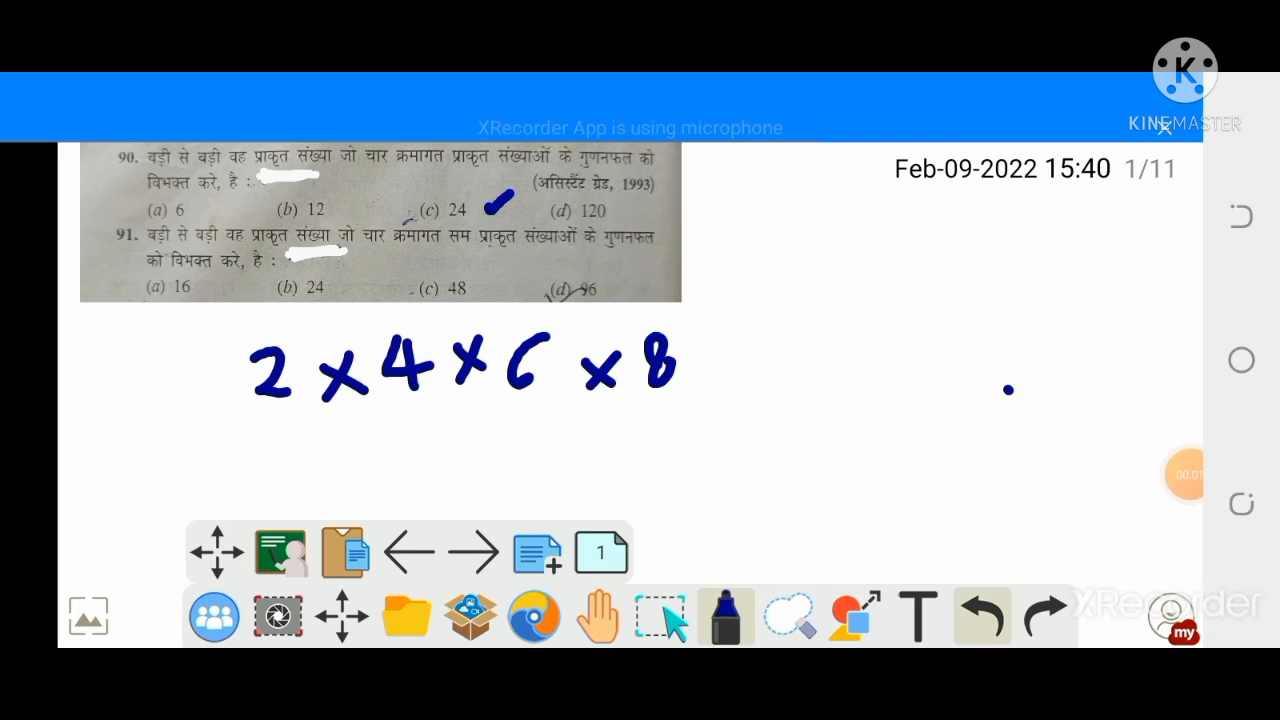 K
KINEMASTER
XRecorder App is using microphone
Feb-09-2022 15:40 1/11
90. बड़ी से बड़ी वह प्राकृत संख्या जो चार क्रमागत प्राकृत संख्याओं के गुणनफल को
विभक्त करे, है : (असिस्टैंट ग्रेड, 1993)
(a) 6 (b) 12 (c) 24 (d) 120
91. बड़ी से बड़ी वह प्राकृत संख्या जो चार क्रमागत सम प्राकृत संख्याओं के गुणनफल
को विभक्त करे, है :
(a) 16 (b) 24 (c) 48 (d) 96
2 × 4 × 6 × 8
00:01
1
T
XRecorder
my